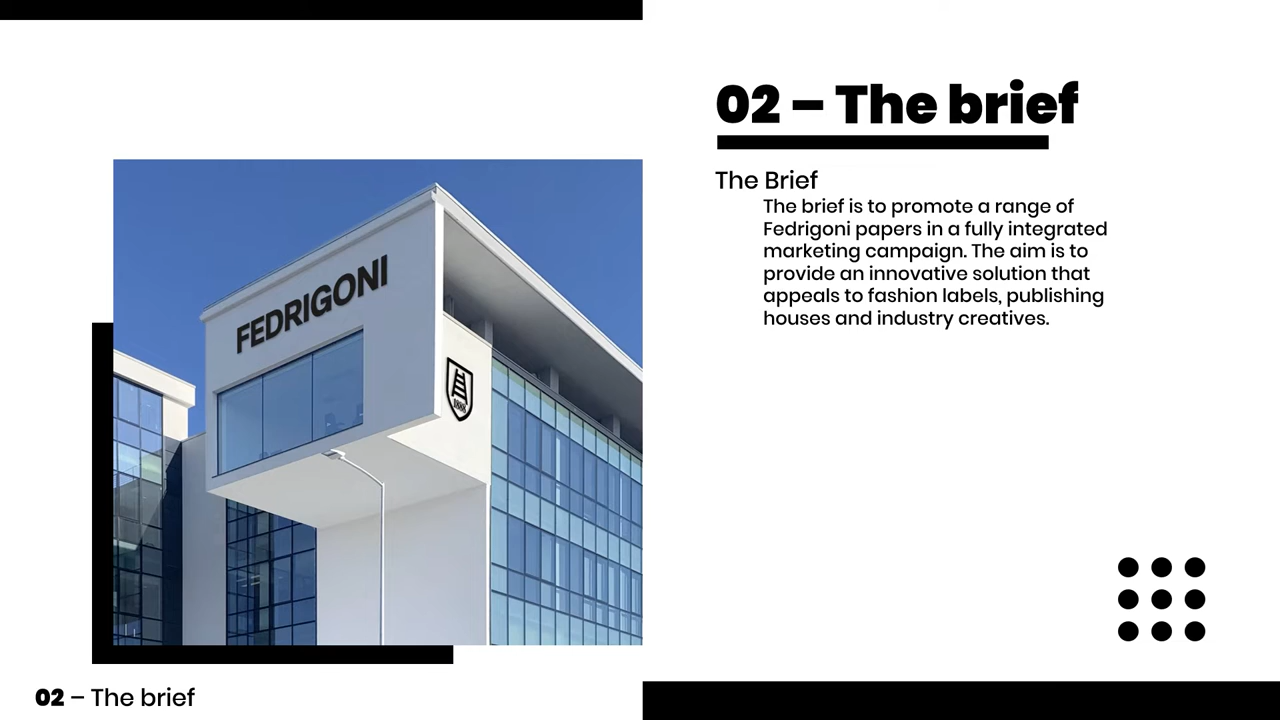 02 – The brief
The Brief
The brief is to promote a range of
Fedrigoni papers in a fully integrated
marketing campaign. The aim is to
provide an innovative solution that
appeals to fashion labels, publishing
houses and industry creatives.
FEDRIGONI
1888
02 – The brief